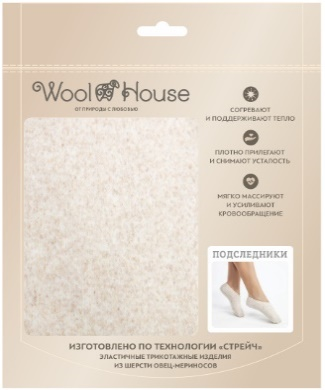 Wool House
ОТ ПРИРОДЫ С ЛЮБОВЬЮ
СОГРЕВАЮТ
И ПОДДЕРЖИВАЮТ ТЕПЛО
ПЛОТНО ПРИЛЕГАЮТ
И СНИМАЮТ УСТАЛОСТЬ
МЯГКО МАССИРУЮТ
И УСИЛИВАЮТ
КРОВООБРАЩЕНИЕ
ПОДСЛЕДНИКИ
ИЗГОТОВЛЕНО ПО ТЕХНОЛОГИИ «СТРЕЙЧ»
ЭЛАСТИЧНЫЕ ТРИКОТАЖНЫЕ ИЗДЕЛИЯ
ИЗ ШЕРСТИ ОВЕЦ-МЕРИНОСОВ